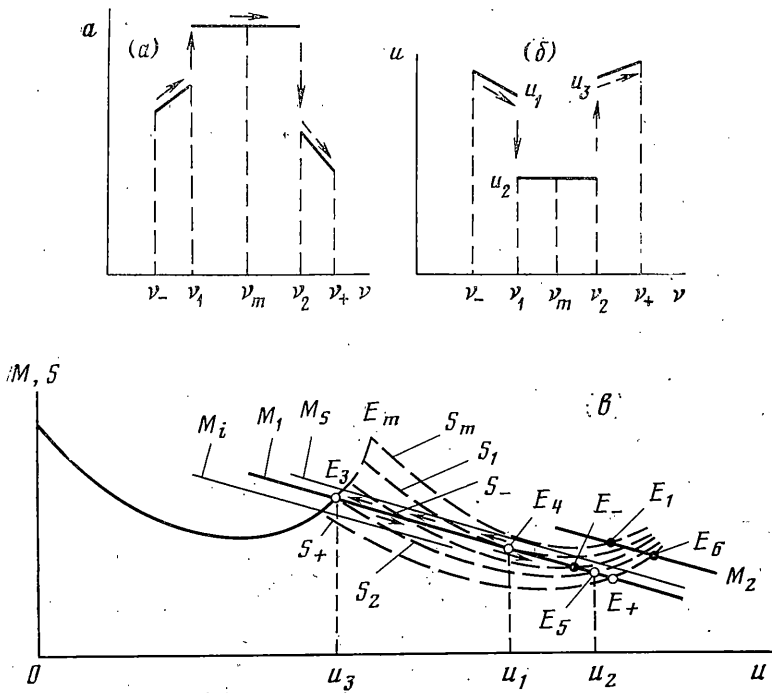 a (а)
ν₋ ν₁ ν_m ν₂ ν₊ ν
u (б)
u₁ u₃
u₂
ν₋ ν₁ ν_m ν₂ ν₊ ν
M, S в
M_i M₁ M_s E_m S_m
S₁
E₃ S₋ E₄ E₋ E₁
E₆
S₊ S₂ E₅ E₊ M₂
0 u₃ u₁ u₂ u